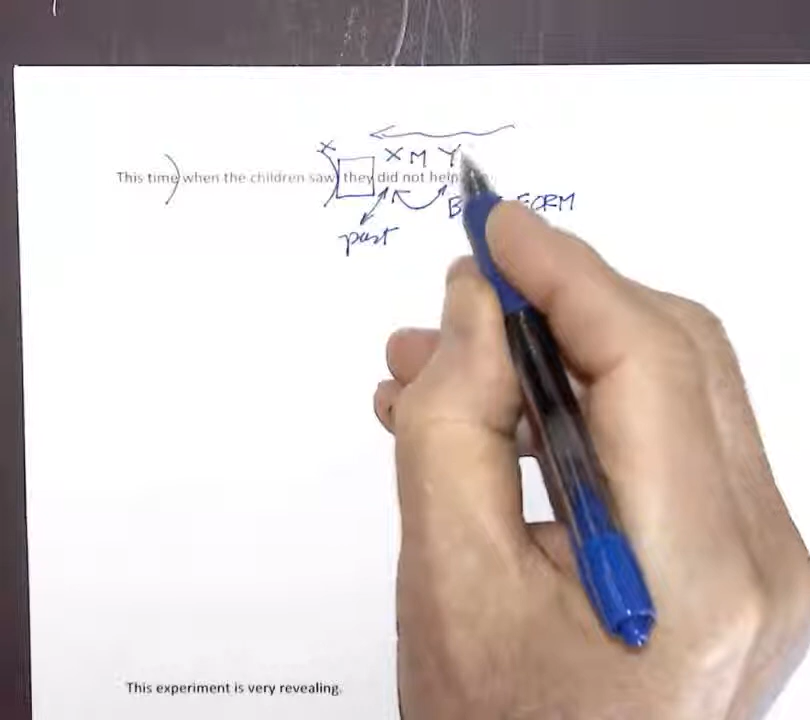 X X M Y
This time when the children saw they did not help
FORM
past
This experiment is very revealing.